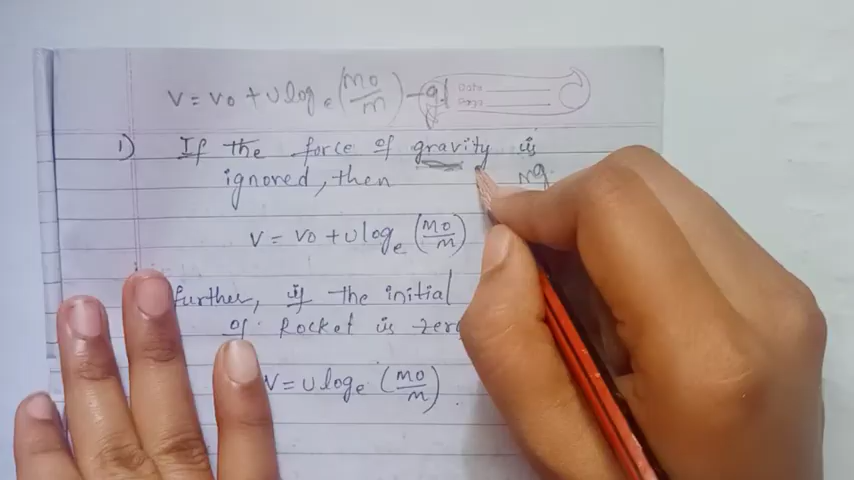 V = V0 + U loge (M0/m) - g
Date
Page
1) If the force of gravity is
ignored, then mg
V = V0 + U loge (M0/m)
further, if the initial
of Rocket is zero
V = U loge (M0/m).